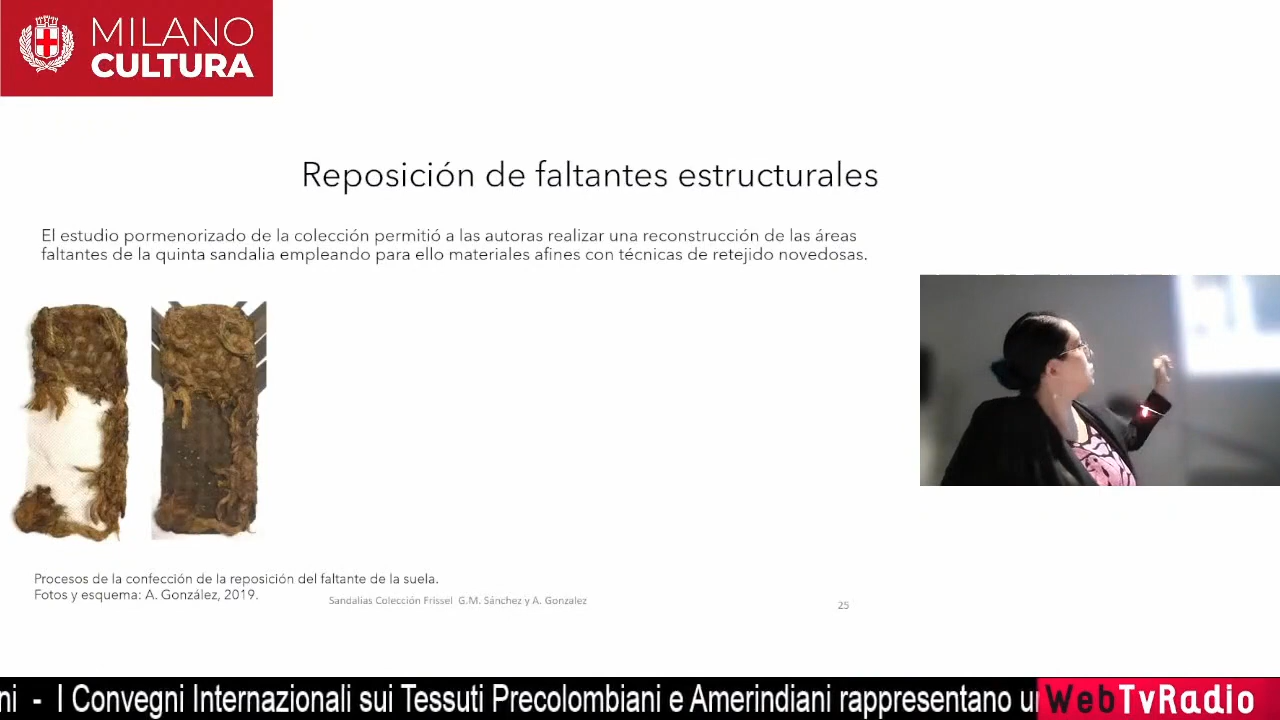 MILANO
CULTURA
Reposición de faltantes estructurales
El estudio pormenorizado de la colección permitió a las autoras realizar una reconstrucción de las áreas
faltantes de la quinta sandalia empleando para ello materiales afines con técnicas de retejido novedosas.
Procesos de la confección de la reposición del faltante de la suela.
Fotos y esquema: A. González, 2019.
Sandalias Colección Frissel G.M. Sánchez y A. Gonzalez
25
ni - I Convegni Internazionali sui Tessuti Precolombiani e Amerindiani rappresentano u
WebTvRadio